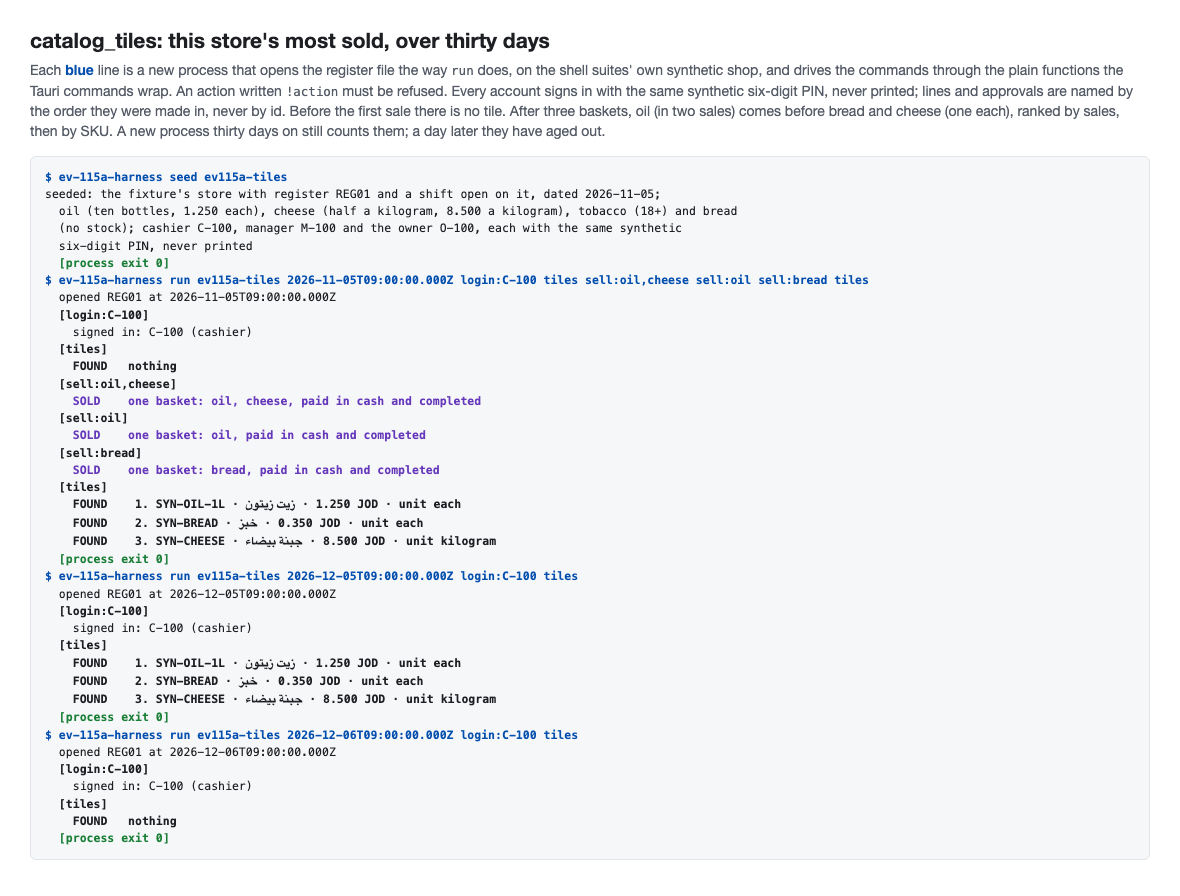 catalog_tiles: this store's most sold, over thirty days
Each blue line is a new process that opens the register file the way run does, on the shell suites' own synthetic shop, and drives the commands through the plain functions the
Tauri commands wrap. An action written !action must be refused. Every account signs in with the same synthetic six-digit PIN, never printed; lines and approvals are named by
the order they were made in, never by id. Before the first sale there is no tile. After three baskets, oil (in two sales) comes before bread and cheese (one each), ranked by sales,
then by SKU. A new process thirty days on still counts them; a day later they have aged out.
$ ev-115a-harness seed ev115a-tiles
seeded: the fixture's store with register REG01 and a shift open on it, dated 2026-11-05;
oil (ten bottles, 1.250 each), cheese (half a kilogram, 8.500 a kilogram), tobacco (18+) and bread
(no stock); cashier C-100, manager M-100 and the owner O-100, each with the same synthetic
six-digit PIN, never printed
[process exit 0]
$ ev-115a-harness run ev115a-tiles 2026-11-05T09:00:00.000Z login:C-100 tiles sell:oil,cheese sell:oil sell:bread tiles
opened REG01 at 2026-11-05T09:00:00.000Z
[login:C-100]
signed in: C-100 (cashier)
[tiles]
FOUND nothing
[sell:oil,cheese]
SOLD one basket: oil, cheese, paid in cash and completed
[sell:oil]
SOLD one basket: oil, paid in cash and completed
[sell:bread]
SOLD one basket: bread, paid in cash and completed
[tiles]
FOUND 1. SYN-OIL-1L · زيت زيتون · 1.250 JOD · unit each
FOUND 2. SYN-BREAD · خبز · 0.350 JOD · unit each
FOUND 3. SYN-CHEESE · جبنة بيضاء · 8.500 JOD · unit kilogram
[process exit 0]
$ ev-115a-harness run ev115a-tiles 2026-12-05T09:00:00.000Z login:C-100 tiles
opened REG01 at 2026-12-05T09:00:00.000Z
[login:C-100]
signed in: C-100 (cashier)
[tiles]
FOUND 1. SYN-OIL-1L · زيت زيتون · 1.250 JOD · unit each
FOUND 2. SYN-BREAD · خبز · 0.350 JOD · unit each
FOUND 3. SYN-CHEESE · جبنة بيضاء · 8.500 JOD · unit kilogram
[process exit 0]
$ ev-115a-harness run ev115a-tiles 2026-12-06T09:00:00.000Z login:C-100 tiles
opened REG01 at 2026-12-06T09:00:00.000Z
[login:C-100]
signed in: C-100 (cashier)
[tiles]
FOUND nothing
[process exit 0]